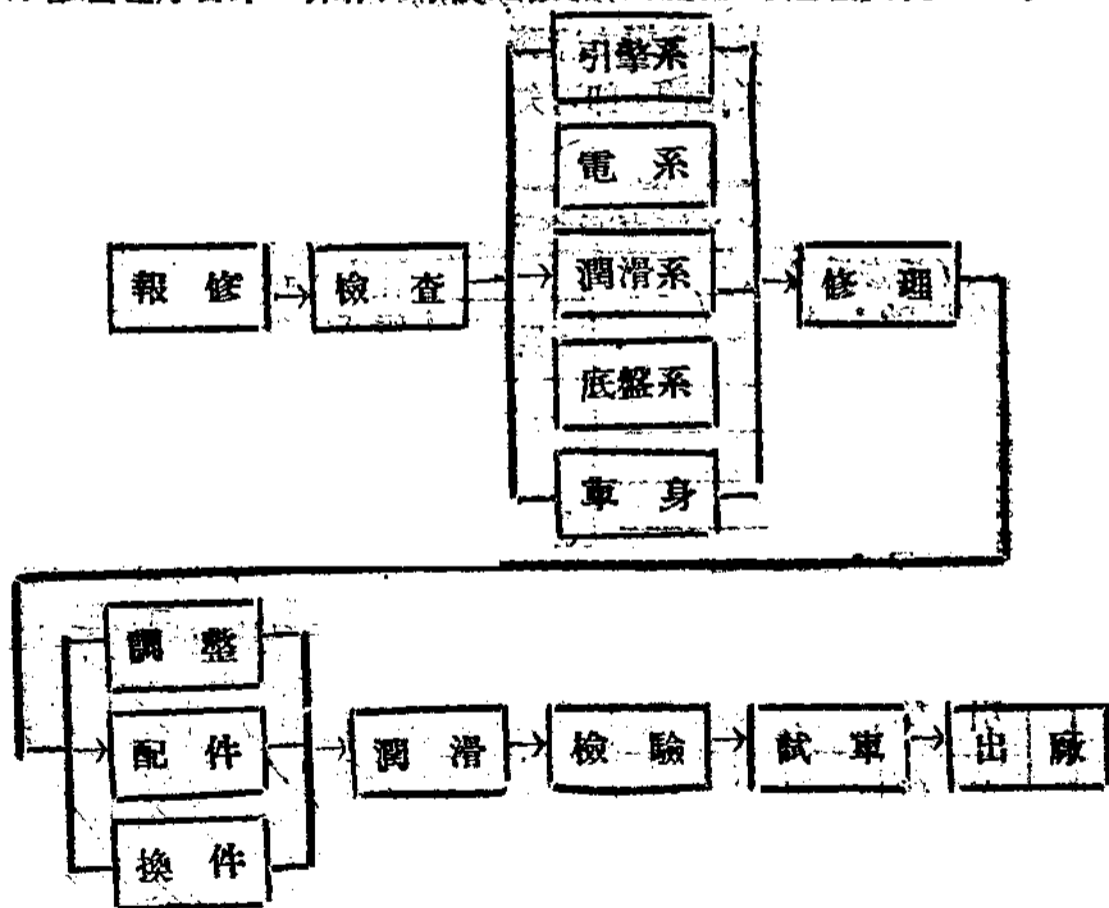 引擎系
電系
報修
檢查
潤滑系
修理
底盤系
車身
調整
配件
潤滑
檢驗
試車
出廠
換件